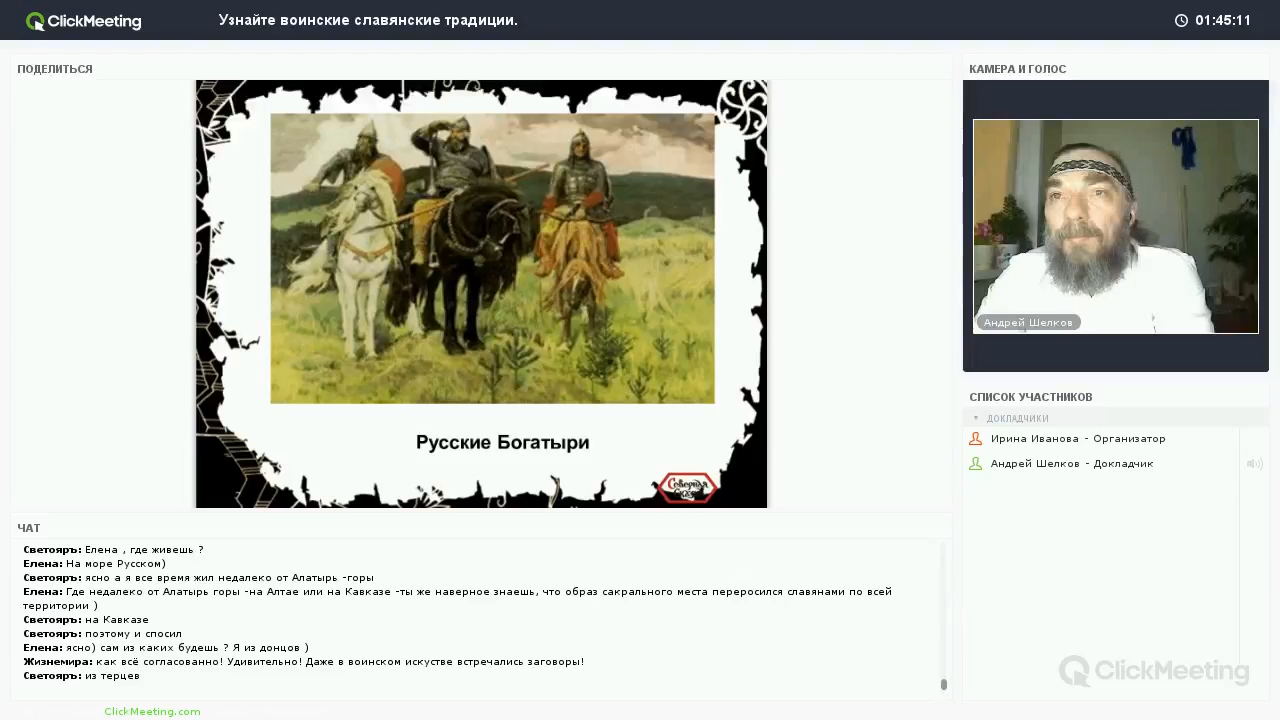 ClickMeeting
Узнайте воинские славянские традиции.
01:45:11
ПОДЕЛИТЬСЯ
Русские Богатыри
Северная
КАМЕРА И ГОЛОС
Андрей Шелков
СПИСОК УЧАСТНИКОВ
ДОКЛАДЧИКИ
Ирина Иванова - Организатор
Андрей Шелков - Докладчик
ЧАТ
Светояръ: Елена , где живешь ?
Елена: На море Русском)
Светояръ: ясно а я все время жил недалеко от Алатырь -горы
Елена: Где недалеко от Алатырь горы -на Алтае или на Кавказе -ты же наверное знаешь, что образ сакрального места переросился славянами по всей
территории )
Светояръ: на Кавказе
Светояръ: поэтому и спосил
Елена: ясно) сам из каких будешь ? Я из донцов )
Жизнемира: как всё согласованно! Удивительно! Даже в воинском искустве встречались заговоры!
Светояръ: из терцев
ClickMeeting
ClickMeeting.com